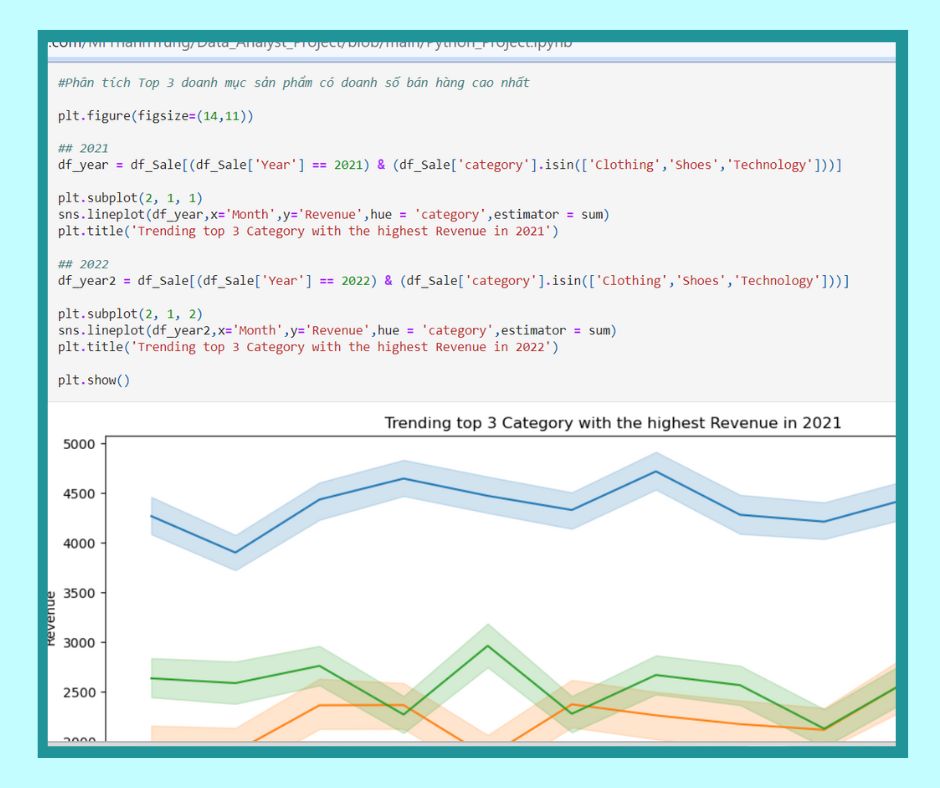 .com/MrThanhTrung/Data_Analyst_Project/blob/main/Python_Project.ipynb
#Phân tích Top 3 doanh mục sản phẩm có doanh số bán hàng cao nhất
plt.figure(figsize=(14,11))
## 2021
df_year = df_Sale[(df_Sale['Year'] == 2021) & (df_Sale['category'].isin(['Clothing','Shoes','Technology']))]
plt.subplot(2, 1, 1)
sns.lineplot(df_year,x='Month',y='Revenue',hue = 'category',estimator = sum)
plt.title('Trending top 3 Category with the highest Revenue in 2021')
## 2022
df_year2 = df_Sale[(df_Sale['Year'] == 2022) & (df_Sale['category'].isin(['Clothing','Shoes','Technology']))]
plt.subplot(2, 1, 2)
sns.lineplot(df_year2,x='Month',y='Revenue',hue = 'category',estimator = sum)
plt.title('Trending top 3 Category with the highest Revenue in 2022')
plt.show()
Trending top 3 Category with the highest Revenue in 2021
5000
4500
4000
3500
Revenue
3000
2500
2000